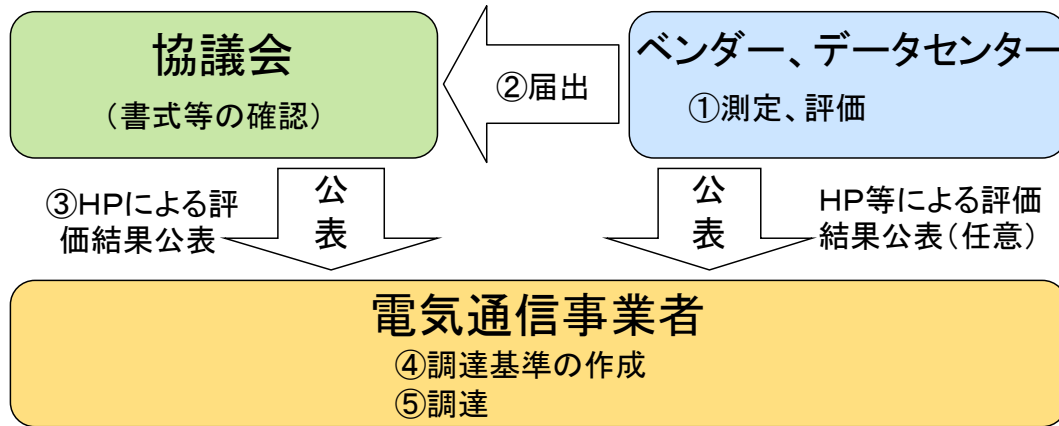 協議会
（書式等の確認）
②届出
ベンダー、データセンター
①測定、評価
③HPによる評
価結果公表
公
表
公
表
HP等による評価
結果公表（任意）
電気通信事業者
④調達基準の作成
⑤調達